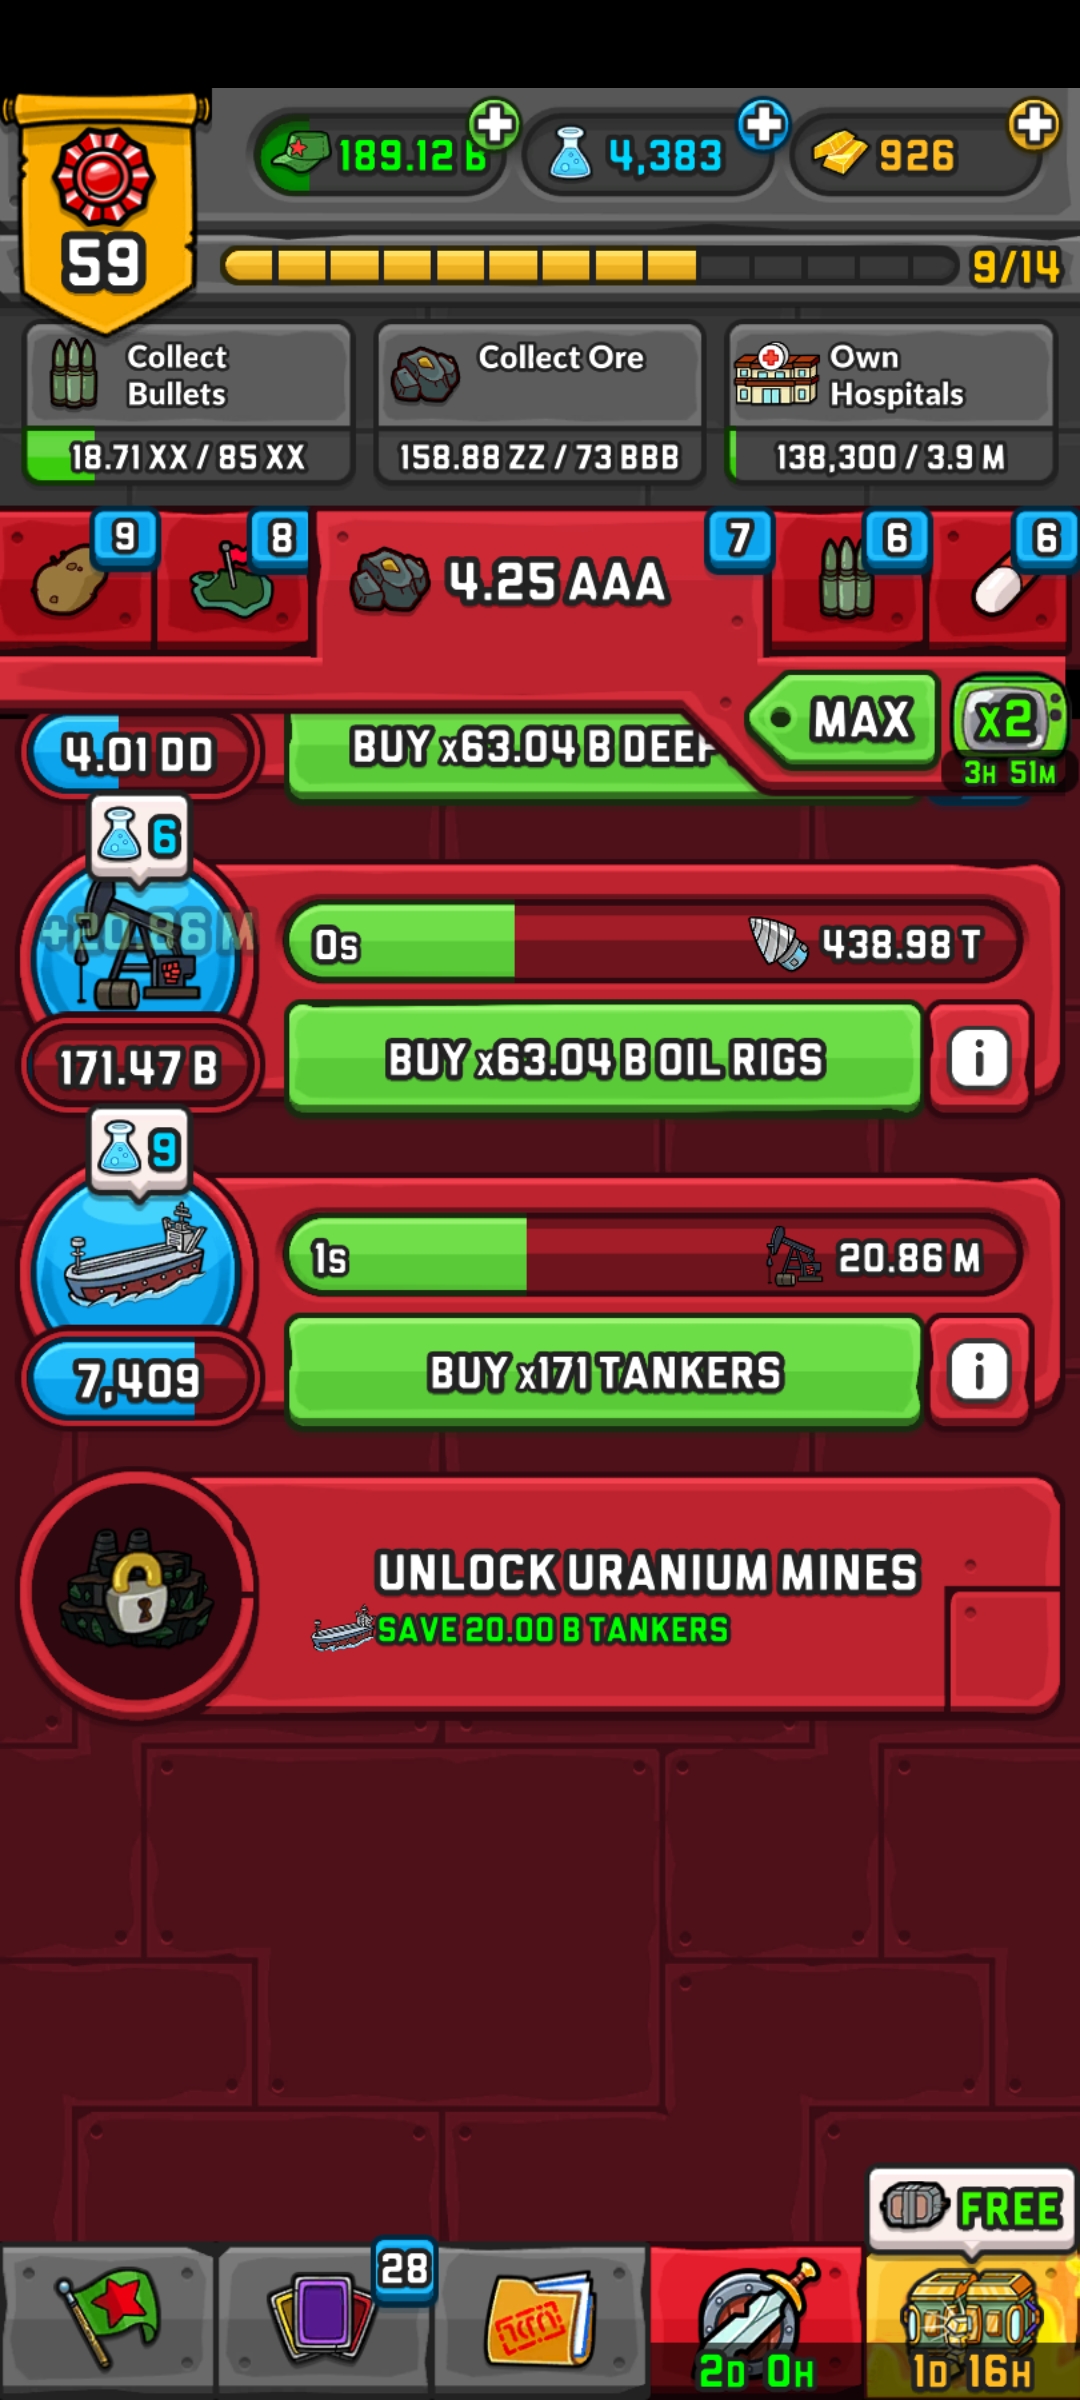 189.12 B
4,383
926
59
9/14
Collect
Bullets
18.71 XX / 85 XX
Collect Ore
158.88 ZZ / 73 BBB
Own
Hospitals
138,300 / 3.9 M
9
8
4.25 AAA
7
6
6
MAX
x2
3H 51M
4.01 DD
BUY x63.04 B DEEP
6
+20.86 M
0s
438.98 T
171.47 B
BUY x63.04 B OIL RIGS
i
9
1s
20.86 M
7,409
BUY x171 TANKERS
i
UNLOCK URANIUM MINES
SAVE 20.00 B TANKERS
FREE
28
2D 0H
1D 16H